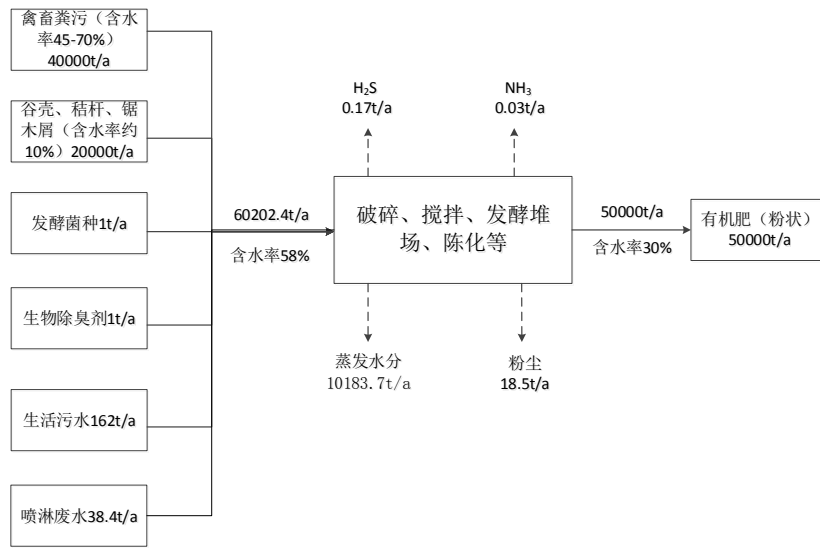 禽畜粪污（含水
率45-70%）
40000t/a
谷壳、秸杆、锯
木屑（含水率约
10%）20000t/a
发酵菌种1t/a
生物除臭剂1t/a
生活污水162t/a
喷淋废水38.4t/a
60202.4t/a
含水率58%
H₂S
0.17t/a
NH₃
0.03t/a
破碎、搅拌、发酵堆
场、陈化等
蒸发水分
10183.7t/a
粉尘
18.5t/a
50000t/a
含水率30%
有机肥（粉状）
50000t/a